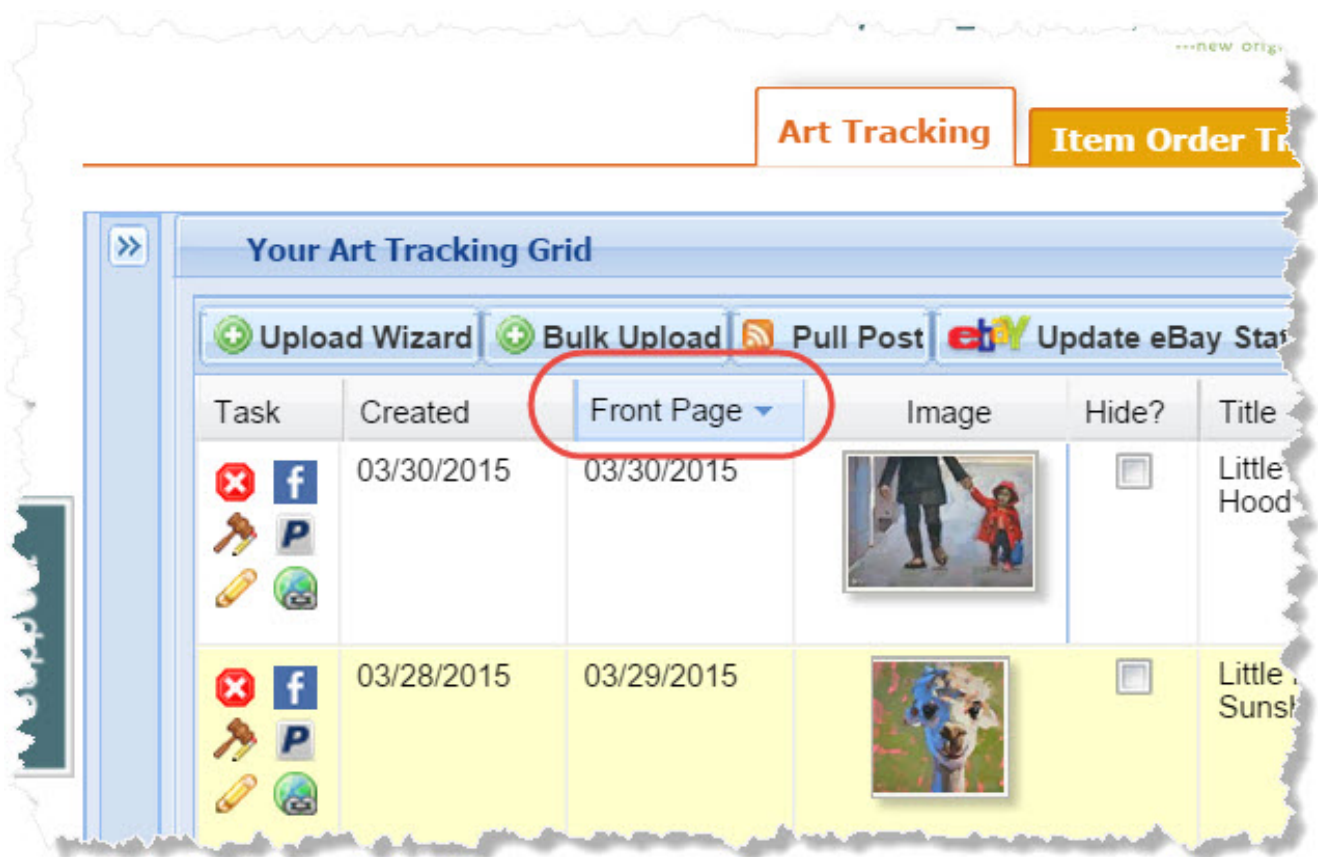 ...new orig
Art Tracking
Item Order Tr
Your Art Tracking Grid
Upload Wizard Bulk Upload Pull Post ebay Update eBay Stat
Task Created Front Page Image Hide? Title
03/30/2015 03/30/2015 Little
Hood
03/28/2015 03/29/2015 Little
Sunsh
Support